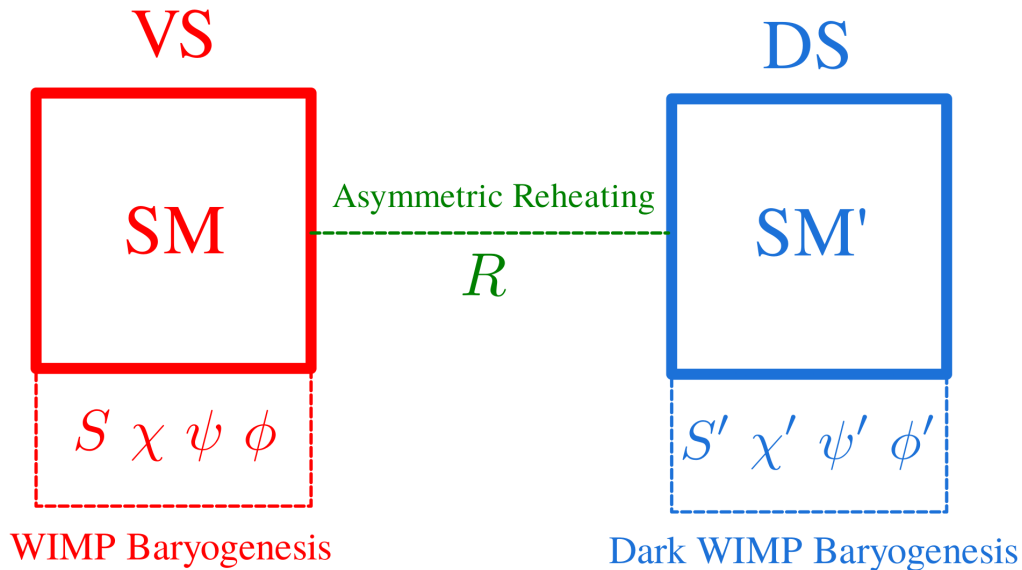 VS
DS
Asymmetric Reheating
SM
SM'
R
S χ ψ ϕ
S′ χ′ ψ′ ϕ′
WIMP Baryogenesis
Dark WIMP Baryogenesis